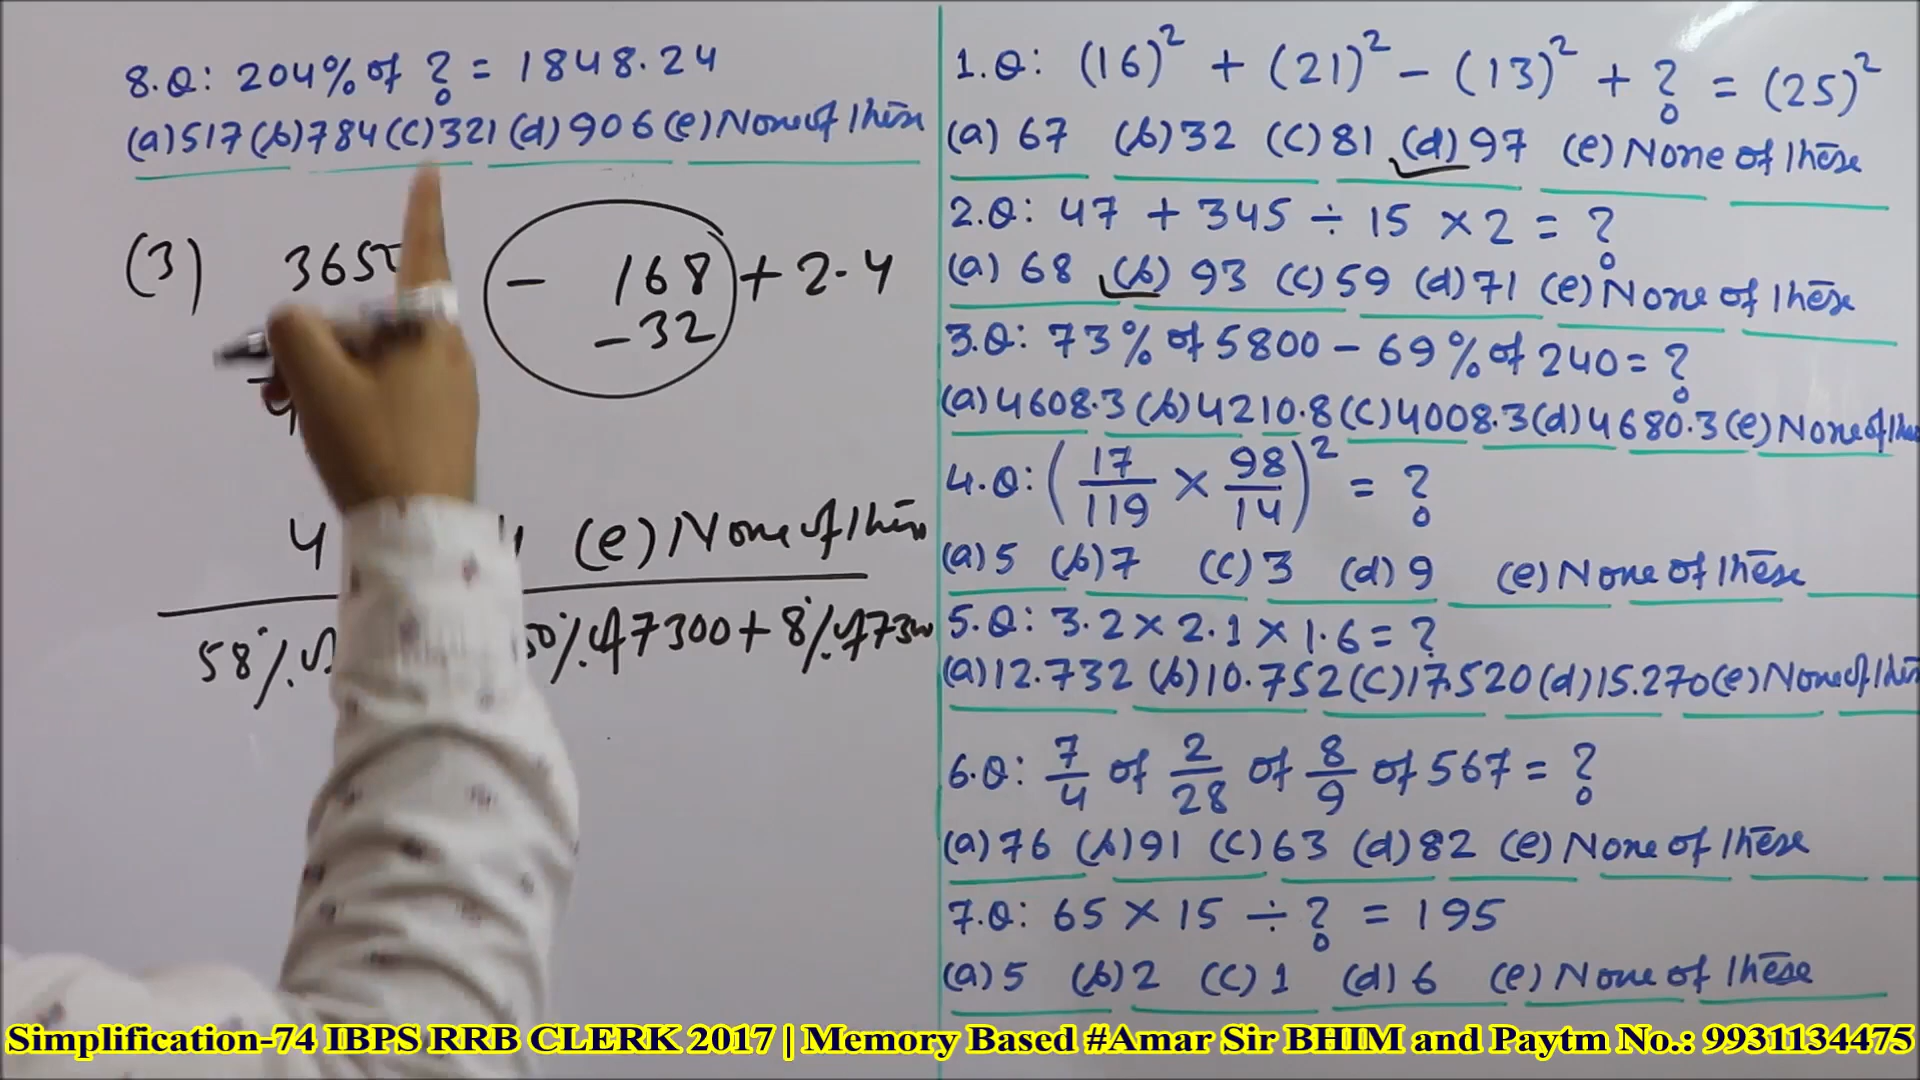 8.Q: 204% of ? = 1848.24
(a) 517 (b) 784 (c) 321 (d) 906 (e) None of these
(3) 365 - 168 + 2.4
- 32
4 (e) None of these
58% of 50% of 7300 + 8% of 7300
1.Q: (16)² + (21)² - (13)² + ? = (25)²
(a) 67 (b) 32 (c) 81 (d) 97 (e) None of these
2.Q: 47 + 345 ÷ 15 × 2 = ?
(a) 68 (b) 93 (c) 59 (d) 71 (e) None of these
3.Q: 73% of 5800 - 69% of 240 = ?
(a) 4608.3 (b) 4210.8 (c) 4008.3 (d) 4680.3 (e) None of these
4.Q: (17/119 × 98/14)² = ?
(a) 5 (b) 7 (c) 3 (d) 9 (e) None of these
5.Q: 3.2 × 2.1 × 1.6 = ?
(a) 12.732 (b) 10.752 (c) 17.520 (d) 15.270 (e) None of these
6.Q: 7/4 of 2/28 of 8/9 of 567 = ?
(a) 76 (b) 91 (c) 63 (d) 82 (e) None of these
7.Q: 65 × 15 ÷ ? = 195
(a) 5 (b) 2 (c) 1 (d) 6 (e) None of these
Simplification-74 IBPS RRB CLERK 2017 | Memory Based #Amar Sir BHIM and Paytm No.: 9931134475